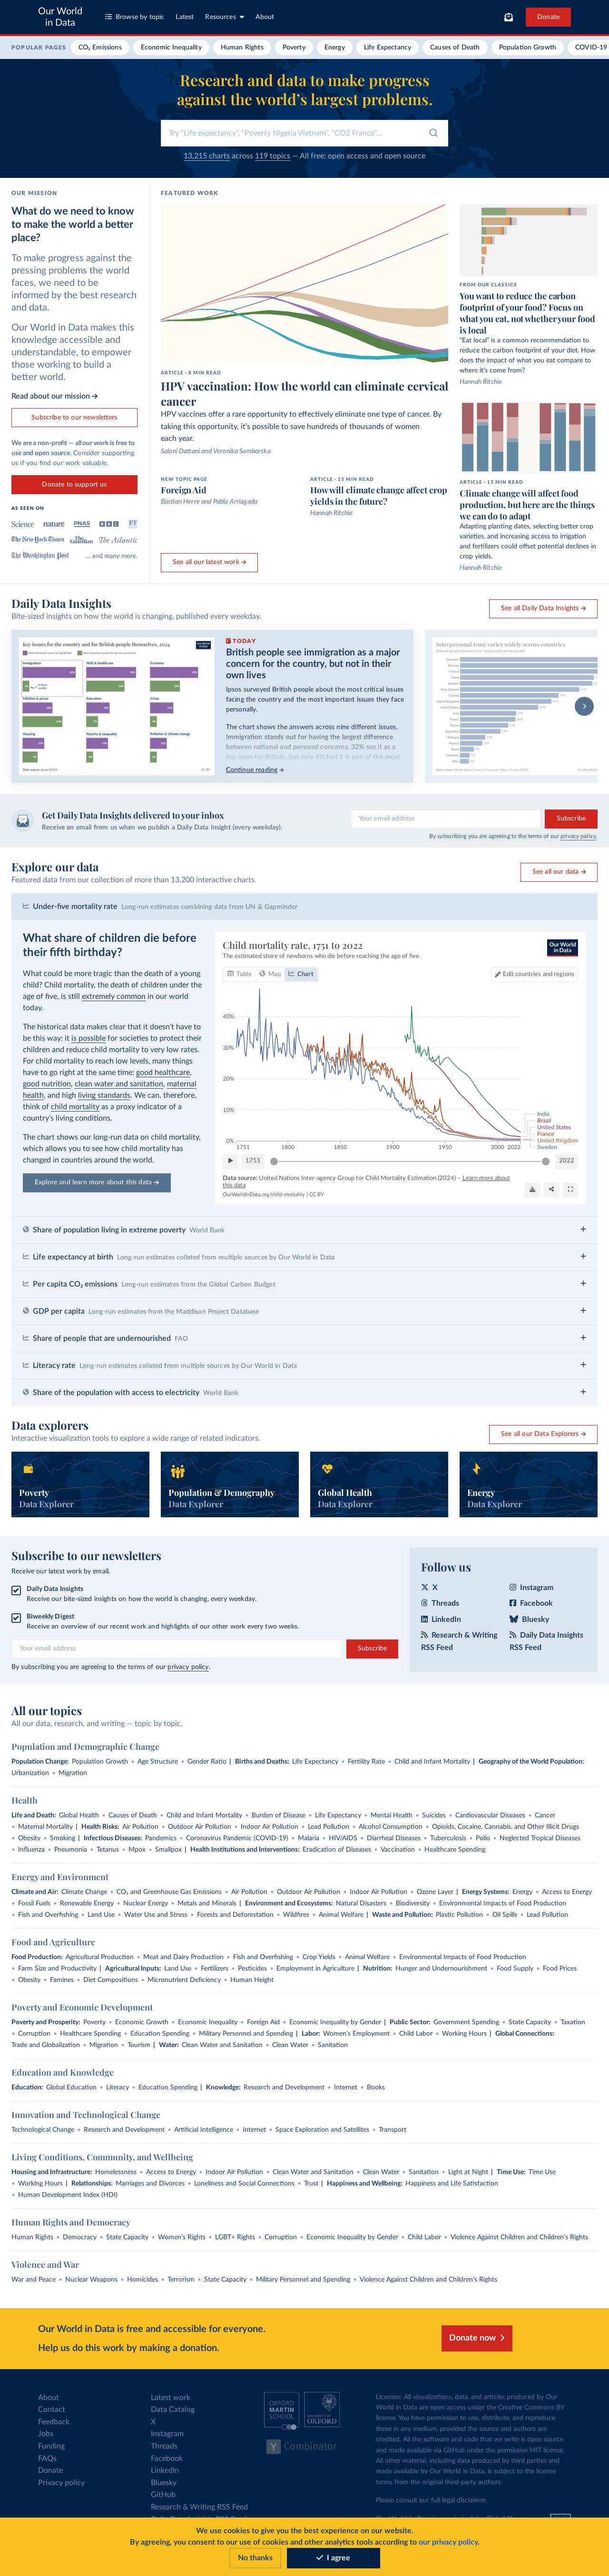 Our World
in Data
Browse by topic
Latest
Resources
About
Donate
POPULAR PAGES
CO₂ Emissions
Economic Inequality
Human Rights
Poverty
Energy
Life Expectancy
Causes of Death
Population Growth
COVID-19
Research and data to make progress
against the world's largest problems.
Try "Life expectancy", "Poverty Nigeria Vietnam", "CO2 France"...
13,215 charts across 119 topics — All free: open access and open source
OUR MISSION
What do we need to know
to make the world a better
place?
To make progress against the
pressing problems the world
faces, we need to be
informed by the best research
and data.
Our World in Data makes this
knowledge accessible and
understandable, to empower
those working to build a
better world.
Read about our mission →
Subscribe to our newsletters
We are a non-profit — all our work is free to
use and open source. Consider supporting
us if you find our work valuable.
Donate to support us
AS SEEN ON
Science
nature
PNAS
BBC
FT
The New York Times
The Guardian
The Atlantic
The Washington Post
... and many more.
FEATURED WORK
ARTICLE - 8 MIN READ
HPV vaccination: How the world can eliminate cervical
cancer
HPV vaccines offer a rare opportunity to effectively eliminate one type of cancer. By
taking this opportunity, it's possible to save hundreds of thousands of women
each year.
Saloni Dattani and Veronika Samborska
NEW TOPIC PAGE
Foreign Aid
Bastian Herre and Pablo Arriagada
ARTICLE - 15 MIN READ
How will climate change affect crop
yields in the future?
Hannah Ritchie
See all our latest work →
FROM OUR CLASSICS
You want to reduce the carbon
footprint of your food? Focus on
what you eat, not whether your food
is local
"Eat local" is a common recommendation to
reduce the carbon footprint of your diet. How
does the impact of what you eat compare to
where it's come from?
Hannah Ritchie
ARTICLE - 13 MIN READ
Climate change will affect food
production, but here are the things
we can do to adapt
Adapting planting dates, selecting better crop
varieties, and increasing access to irrigation
and fertilizers could offset potential declines in
crop yields.
Hannah Ritchie
Daily Data Insights
Bite-sized insights on how the world is changing, published every weekday.
See all Daily Data Insights →
Key issues for the country and for British people themselves, 2024
Immigration
NHS & healthcare
Economy
Inflation & prices
Education
Crime
Housing
Poverty & inequality
Pollution & climate change
TODAY
British people see immigration as a major
concern for the country, but not in their
own lives
Ipsos surveyed British people about the most critical issues
facing the country and the most important issues they face
personally.
The chart shows the answers across nine different issues.
Immigration stands out for having the largest difference
between national and personal concerns. 32% see it as a
top issue for Britain, but only 4% feel it is one of the most
Continue reading →
Interpersonal trust varies widely across countries
Get Daily Data Insights delivered to your inbox
Receive an email from us when we publish a Daily Data Insight (every weekday).
Your email address
Subscribe
By subscribing you are agreeing to the terms of our privacy policy.
Explore our data
Featured data from our collection of more than 13,200 interactive charts.
See all our data →
Under-five mortality rate Long-run estimates combining data from UN & Gapminder
What share of children die before
their fifth birthday?
What could be more tragic than the death of a young
child? Child mortality, the death of children under the
age of five, is still extremely common in our world
today.
The historical data makes clear that it doesn't have to
be this way: it is possible for societies to protect their
children and reduce child mortality to very low rates.
For child mortality to reach low levels, many things
have to go right at the same time: good healthcare,
good nutrition, clean water and sanitation, maternal
health, and high living standards. We can, therefore,
think of child mortality as a proxy indicator of a
country's living conditions.
The chart shows our long-run data on child mortality,
which allows you to see how child mortality has
changed in countries around the world.
Explore and learn more about this data →
Child mortality rate, 1751 to 2022
The estimated share of newborns who die before reaching the age of five.
Our World
in Data
Table
Map
Chart
Edit countries and regions
40%
30%
20%
10%
0%
1751
1800
1850
1900
1950
2000
2022
India
Brazil
United States
France
United Kingdom
Sweden
1751
2022
Data source: United Nations Inter-agency Group for Child Mortality Estimation (2024) – Learn more about
this data
OurWorldInData.org/child-mortality | CC BY
Share of population living in extreme poverty World Bank
Life expectancy at birth Long-run estimates collated from multiple sources by Our World in Data
Per capita CO₂ emissions Long-run estimates from the Global Carbon Budget
GDP per capita Long-run estimates from the Maddison Project Database
Share of people that are undernourished FAO
Literacy rate Long-run estimates collated from multiple sources by Our World in Data
Share of the population with access to electricity World Bank
Data explorers
Interactive visualization tools to explore a wide range of related indicators.
See all our Data Explorers →
Poverty
Data Explorer
Population & Demography
Data Explorer
Global Health
Data Explorer
Energy
Data Explorer
Subscribe to our newsletters
Receive our latest work by email.
Daily Data Insights
Receive our bite-sized insights on how the world is changing, every weekday.
Biweekly Digest
Receive an overview of our recent work and highlights of our other work every two weeks.
Your email address
Subscribe
By subscribing you are agreeing to the terms of our privacy policy.
Follow us
X
Instagram
Threads
Facebook
LinkedIn
Bluesky
Research & Writing
RSS Feed
Daily Data Insights
RSS Feed
All our topics
All our data, research, and writing — topic by topic.
Population and Demographic Change
Population Change: Population Growth • Age Structure • Gender Ratio | Births and Deaths: Life Expectancy • Fertility Rate • Child and Infant Mortality | Geography of the World Population:
Urbanization • Migration
Health
Life and Death: Global Health • Causes of Death • Child and Infant Mortality • Burden of Disease • Life Expectancy • Mental Health • Suicides • Cardiovascular Diseases • Cancer
• Maternal Mortality | Health Risks: Air Pollution • Outdoor Air Pollution • Indoor Air Pollution • Lead Pollution • Alcohol Consumption • Opioids, Cocaine, Cannabis, and Other Illicit Drugs
• Obesity • Smoking | Infectious Diseases: Pandemics • Coronavirus Pandemic (COVID-19) • Malaria • HIV/AIDS • Diarrheal Diseases • Tuberculosis • Polio • Neglected Tropical Diseases
• Influenza • Pneumonia • Tetanus • Mpox • Smallpox | Health Institutions and Interventions: Eradication of Diseases • Vaccination • Healthcare Spending
Energy and Environment
Climate and Air: Climate Change • CO₂ and Greenhouse Gas Emissions • Air Pollution • Outdoor Air Pollution • Indoor Air Pollution • Ozone Layer | Energy Systems: Energy • Access to Energy
• Fossil Fuels • Renewable Energy • Nuclear Energy • Metals and Minerals | Environment and Ecosystems: Natural Disasters • Biodiversity • Environmental Impacts of Food Production
• Fish and Overfishing • Land Use • Water Use and Stress • Forests and Deforestation • Wildfires • Animal Welfare | Waste and Pollution: Plastic Pollution • Oil Spills • Lead Pollution
Food and Agriculture
Food Production: Agricultural Production • Meat and Dairy Production • Fish and Overfishing • Crop Yields • Animal Welfare • Environmental Impacts of Food Production
• Farm Size and Productivity | Agricultural Inputs: Land Use • Fertilizers • Pesticides • Employment in Agriculture | Nutrition: Hunger and Undernourishment • Food Supply • Food Prices
• Obesity • Famines • Diet Compositions • Micronutrient Deficiency • Human Height
Poverty and Economic Development
Poverty and Prosperity: Poverty • Economic Growth • Economic Inequality • Foreign Aid • Economic Inequality by Gender | Public Sector: Government Spending • State Capacity • Taxation
• Corruption • Healthcare Spending • Education Spending • Military Personnel and Spending | Labor: Women's Employment • Child Labor • Working Hours | Global Connections:
Trade and Globalization • Migration • Tourism | Water: Clean Water and Sanitation • Clean Water • Sanitation
Education and Knowledge
Education: Global Education • Literacy • Education Spending | Knowledge: Research and Development • Internet • Books
Innovation and Technological Change
Technological Change • Research and Development • Artificial Intelligence • Internet • Space Exploration and Satellites • Transport
Living Conditions, Community, and Wellbeing
Housing and Infrastructure: Homelessness • Access to Energy • Indoor Air Pollution • Clean Water and Sanitation • Clean Water • Sanitation • Light at Night | Time Use: Time Use
• Working Hours | Relationships: Marriages and Divorces • Loneliness and Social Connections • Trust | Happiness and Wellbeing: Happiness and Life Satisfaction
• Human Development Index (HDI)
Human Rights and Democracy
Human Rights • Democracy • State Capacity • Women's Rights • LGBT+ Rights • Corruption • Economic Inequality by Gender • Child Labor • Violence Against Children and Children's Rights
Violence and War
War and Peace • Nuclear Weapons • Homicides • Terrorism • State Capacity • Military Personnel and Spending • Violence Against Children and Children's Rights
Our World in Data is free and accessible for everyone.
Help us do this work by making a donation.
Donate now
About
Contact
Feedback
Jobs
Funding
FAQs
Donate
Privacy policy
Latest work
Data Catalog
X
Instagram
Threads
Facebook
LinkedIn
Bluesky
GitHub
Research & Writing RSS Feed
OXFORD
MARTIN
SCHOOL
UNIVERSITY OF
OXFORD
Y Combinator
Licenses: All visualizations, data, and articles produced by Our
World in Data are open access under the Creative Commons BY
license. You have permission to use, distribute, and reproduce
these in any medium, provided the source and authors are
credited. All the software and code that we write is open source
and made available via GitHub under the permissive MIT license.
All other material, including data produced by third parties and
made available by Our World in Data, is subject to the license
terms from the original third-party authors.
Please consult our full legal disclaimer.
We use cookies to give you the best experience on our website.
By agreeing, you consent to our use of cookies and other analytics tools according to our privacy policy.
No thanks
I agree